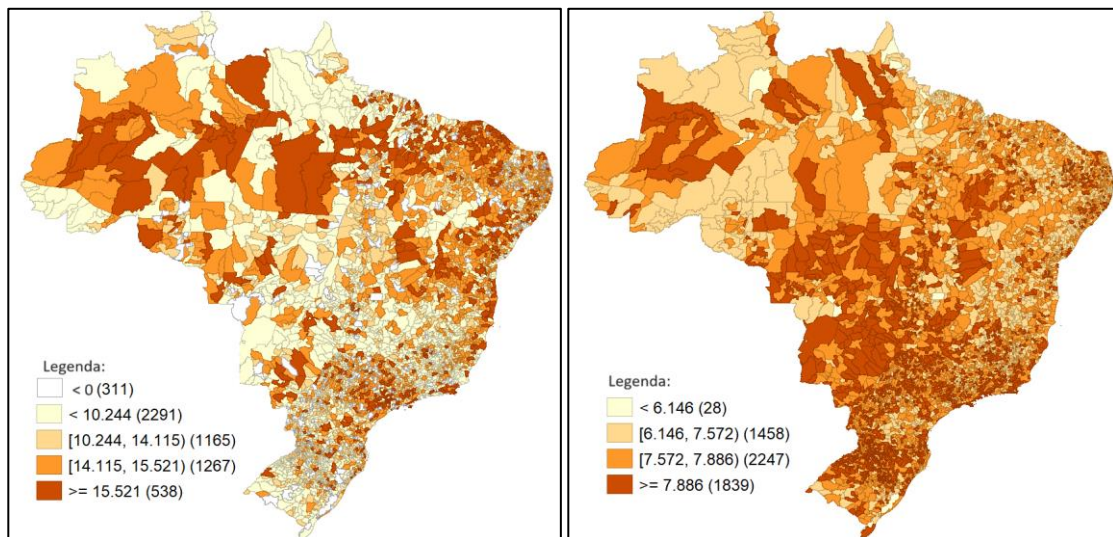 Legenda:
< 0 (311)
< 10.244 (2291)
[10.244, 14.115) (1165)
[14.115, 15.521) (1267)
>= 15.521 (538)
Legenda:
< 6.146 (28)
[6.146, 7.572) (1458)
[7.572, 7.886) (2247)
>= 7.886 (1839)